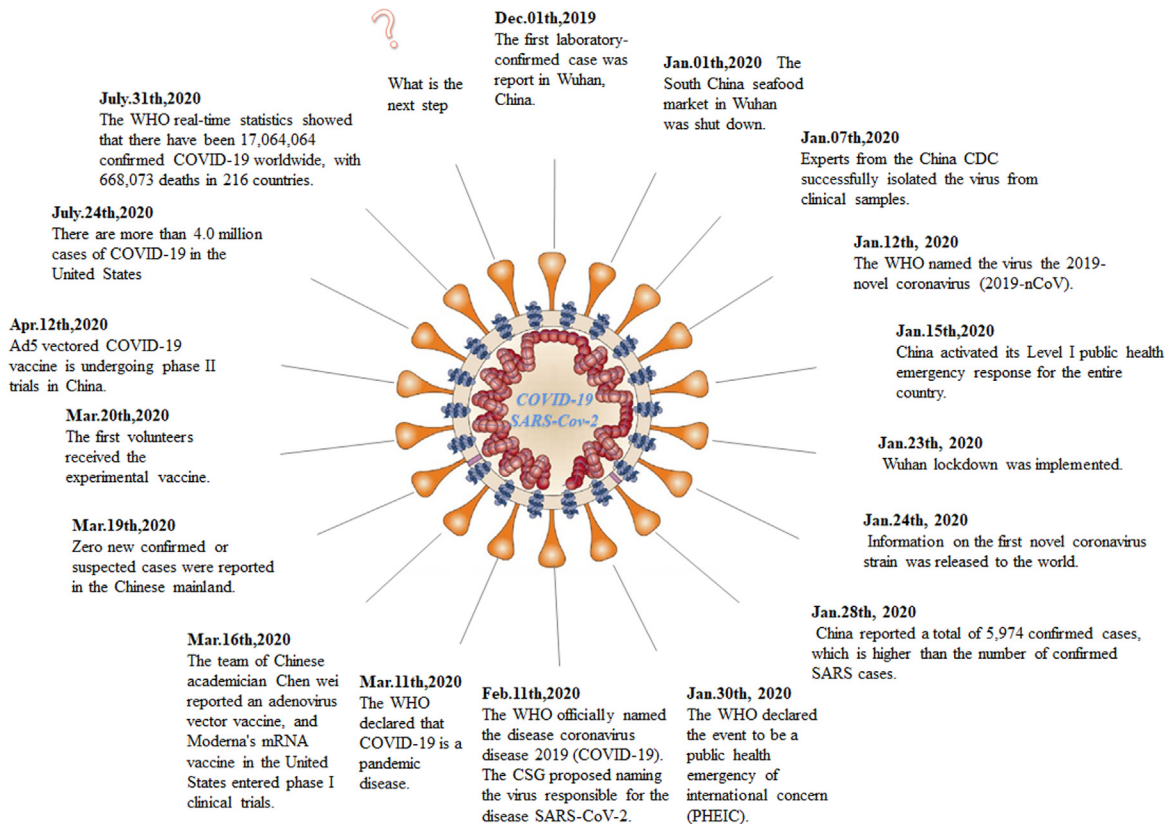 ?
What is the
next step
Dec.01th,2019
The first laboratory-
confirmed case was
report in Wuhan,
China.
Jan.01th,2020 The
South China seafood
market in Wuhan
was shut down.
Jan.07th,2020
Experts from the China CDC
successfully isolated the virus from
clinical samples.
Jan.12th, 2020
The WHO named the virus the 2019-
novel coronavirus (2019-nCoV).
Jan.15th,2020
China activated its Level I public health
emergency response for the entire
country.
Jan.23th, 2020
Wuhan lockdown was implemented.
Jan.24th, 2020
Information on the first novel coronavirus
strain was released to the world.
Jan.28th, 2020
China reported a total of 5,974 confirmed cases,
which is higher than the number of confirmed
SARS cases.
Jan.30th, 2020
The WHO declared
the event to be a
public health
emergency of
international concern
(PHEIC).
Feb.11th,2020
The WHO officially named
the disease coronavirus
disease 2019 (COVID-19).
The CSG proposed naming
the virus responsible for the
disease SARS-CoV-2.
Mar.11th,2020
The WHO
declared that
COVID-19 is a
pandemic
disease.
Mar.16th,2020
The team of Chinese
academician Chen wei
reported an adenovirus
vector vaccine, and
Moderna's mRNA
vaccine in the United
States entered phase I
clinical trials.
Mar.19th,2020
Zero new confirmed or
suspected cases were reported
in the Chinese mainland.
Mar.20th,2020
The first volunteers
received the
experimental vaccine.
Apr.12th,2020
Ad5 vectored COVID-19
vaccine is undergoing phase II
trials in China.
July.24th,2020
There are more than 4.0 million
cases of COVID-19 in the
United States
July.31th,2020
The WHO real-time statistics showed
that there have been 17,064,064
confirmed COVID-19 worldwide, with
668,073 deaths in 216 countries.
COVID-19
SARS-Cov-2